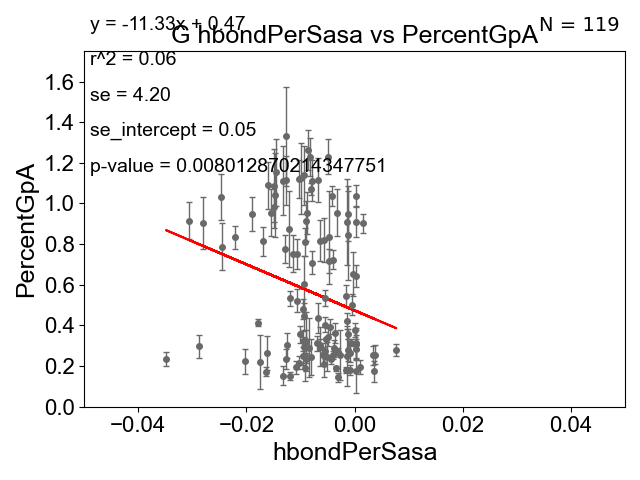 y = -11.33x + 0.47
N = 119
G hbondPerSasa vs PercentGpA
r^2 = 0.06
se = 4.20
se_intercept = 0.05
p-value = 0.008012870214347751
PercentGpA
1.6
1.4
1.2
1.0
0.8
0.6
0.4
0.2
0.0
−0.04 −0.02 0.00 0.02 0.04
hbondPerSasa